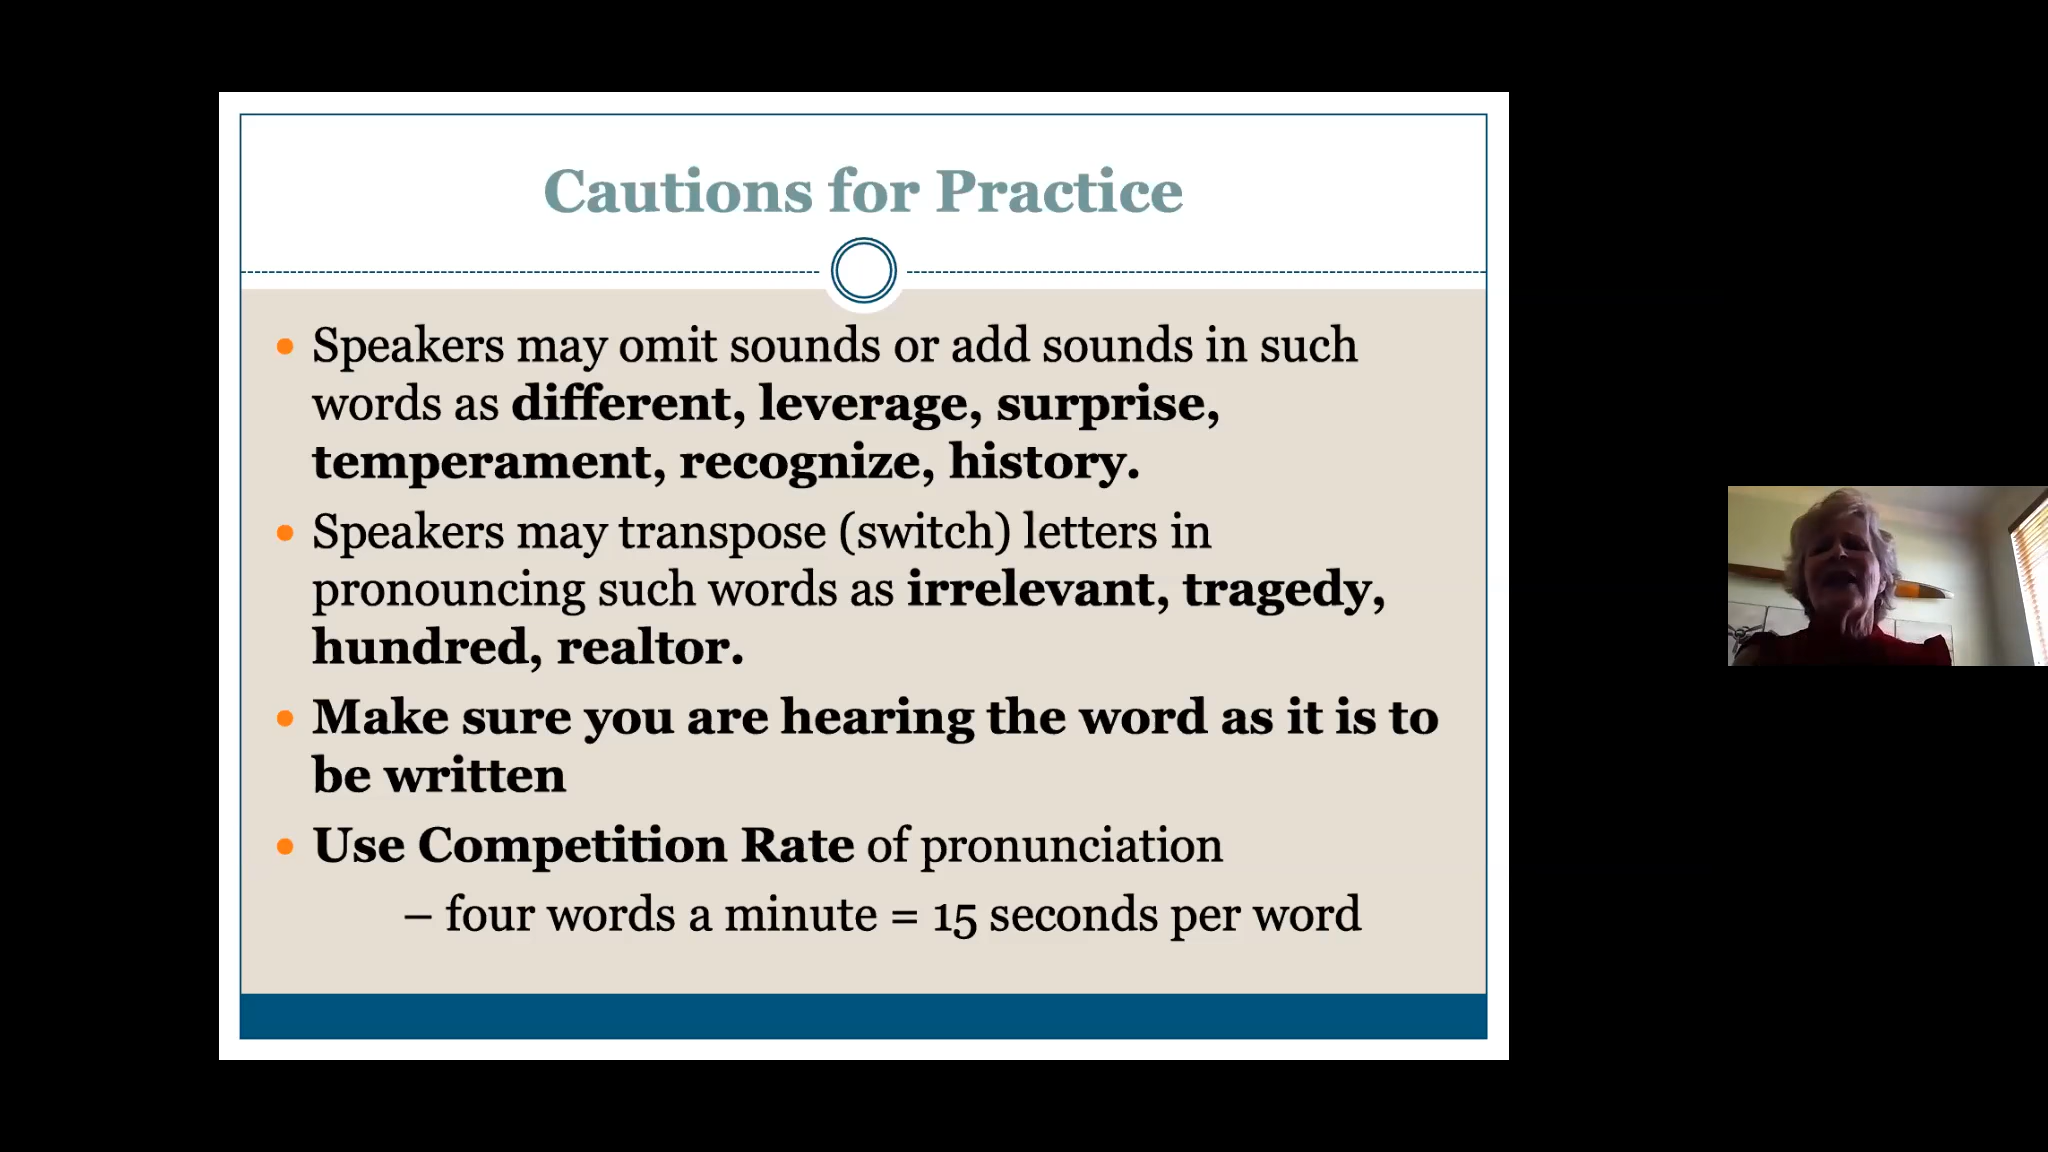 Cautions for Practice
• Speakers may omit sounds or add sounds in such
words as different, leverage, surprise,
temperament, recognize, history.
• Speakers may transpose (switch) letters in
pronouncing such words as irrelevant, tragedy,
hundred, realtor.
• Make sure you are hearing the word as it is to
be written
• Use Competition Rate of pronunciation
– four words a minute = 15 seconds per word